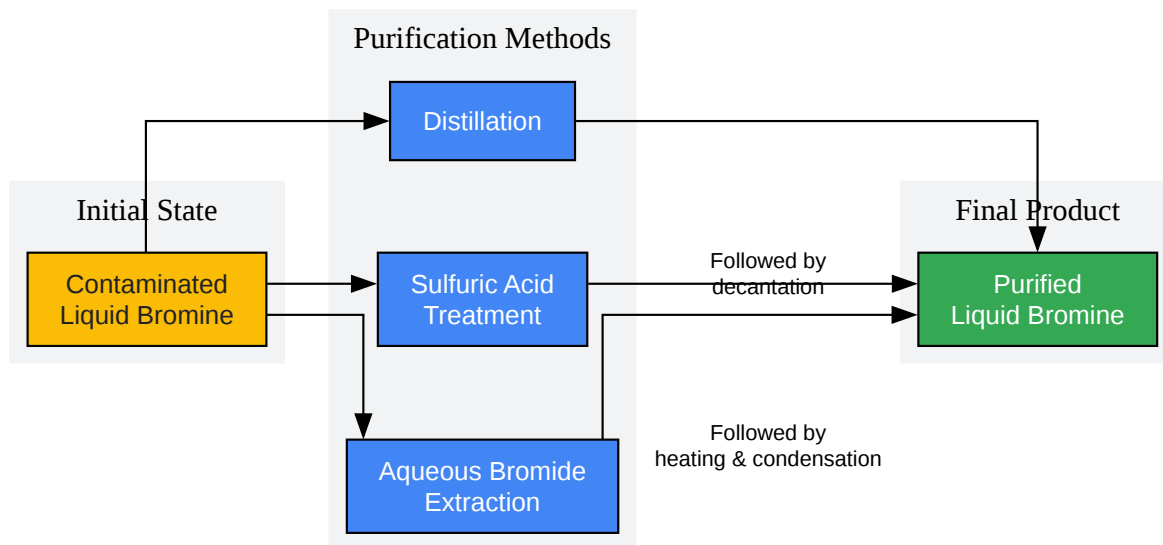 Purification Methods
Distillation
Initial State
Final Product
Contaminated
Liquid Bromine
Sulfuric Acid
Treatment
Followed by
decantation
Purified
Liquid Bromine
Aqueous Bromide
Extraction
Followed by
heating & condensation